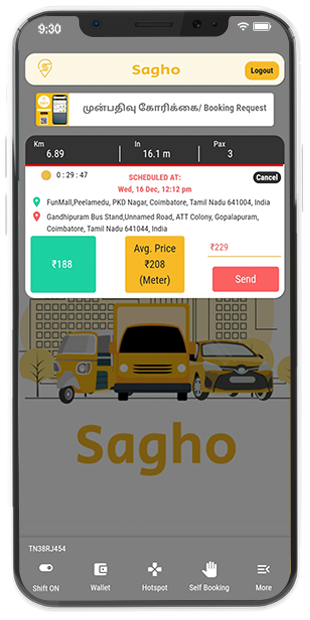 9:30
Sagho
Logout
முன்பதிவு கோரிக்கை/ Booking Request
Km In Pax
6.89 16.1 m 3
0 : 29 : 47
SCHEDULED AT:
Cancel
Wed, 16 Dec, 12:12 pm
FunMall,Peelamedu, PKD Nagar, Coimbatore, Tamil Nadu 641004, India
Gandhipuram Bus Stand,Unnamed Road, ATT Colony, Gopalapuram,
Coimbatore, Tamil Nadu 641044, India
₹188
Avg. Price
₹208
(Meter)
₹229
Send
Sagho
TN38RJ454
Shift ON Wallet Hotspot Self Booking More